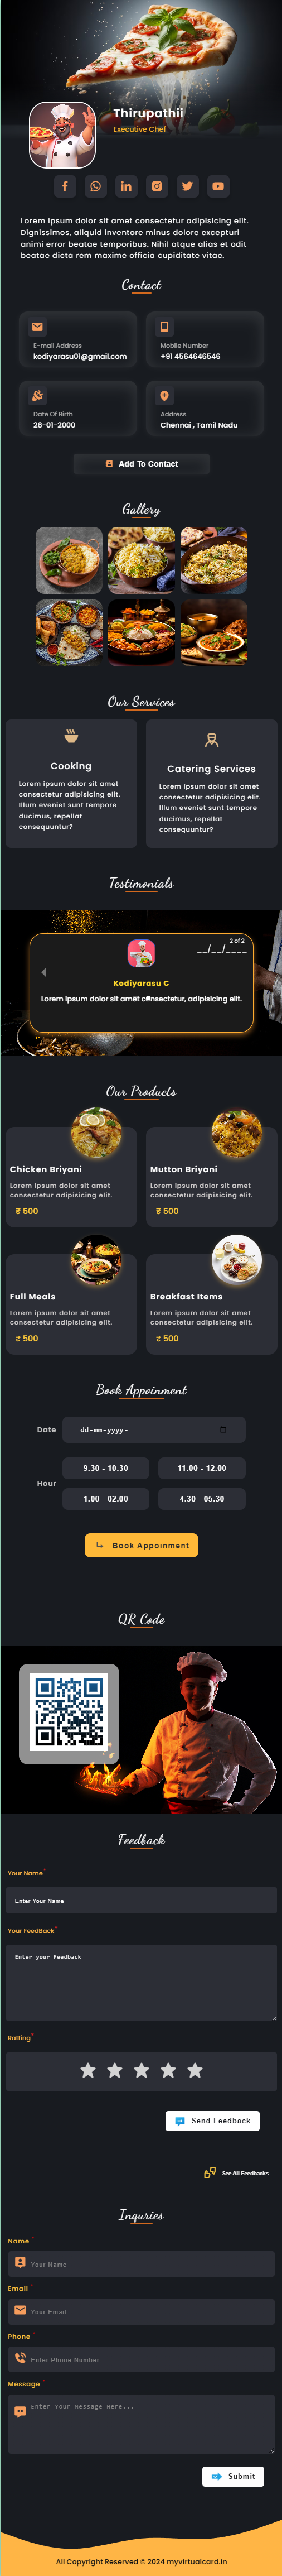 Thirupathii
Executive Chef
Lorem ipsum dolor sit amet consectetur adipisicing elit.
Dignissimos, aliquid inventore minus dolore excepturi
animi error beatae temporibus. Nihil atque alias et odit
beatae dicta rem maxime officia cupiditate vitae.
Contact
E-mail Address
kodiyarasu01@gmail.com
Mobile Number
+91 4564646546
Date Of Birth
26-01-2000
Address
Chennai , Tamil Nadu
Add To Contact
Gallery
Our Services
Cooking
Lorem ipsum dolor sit amet
consectetur adipisicing elit.
Illum eveniet sunt tempore
ducimus, repellat
consequuntur?
Catering Services
Lorem ipsum dolor sit amet
consectetur adipisicing elit.
Illum eveniet sunt tempore
ducimus, repellat
consequuntur?
Testimonials
2 of 2
__/__/____
Kodiyarasu C
Lorem ipsum dolor sit amet consectetur, adipisicing elit.
Our Products
Chicken Briyani
Lorem ipsum dolor sit amet
consectetur adipisicing elit.
₹ 500
Mutton Briyani
Lorem ipsum dolor sit amet
consectetur adipisicing elit.
₹ 500
Full Meals
Lorem ipsum dolor sit amet
consectetur adipisicing elit.
₹ 500
Breakfast Items
Lorem ipsum dolor sit amet
consectetur adipisicing elit.
₹ 500
Book Appoinment
Date
dd-mm-yyyy-
Hour
9.30 - 10.30
11.00 - 12.00
1.00 - 02.00
4.30 - 05.30
Book Appoinment
QR Code
Feedback
Your Name*
Enter Your Name
Your FeedBack*
Enter your Feedback
Ratting*
Send Feedback
See All Feedbacks
Inquries
Name *
Your Name
Email *
Your Email
Phone *
Enter Phone Number
Message *
Enter Your Message Here...
Submit
All Copyright Reserved © 2024 myvirtualcard.in